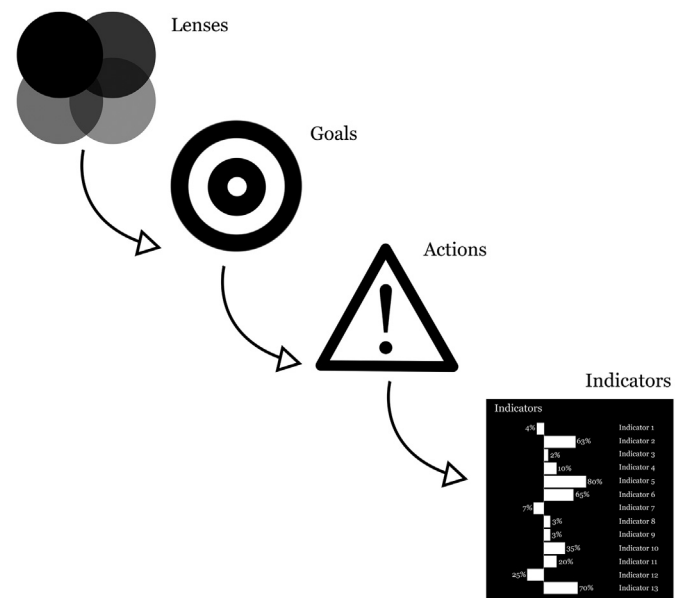 Lenses
Goals
Actions
Indicators
Indicators
4% Indicator 1
63% Indicator 2
2% Indicator 3
10% Indicator 4
80% Indicator 5
65% Indicator 6
7% Indicator 7
3% Indicator 8
3% Indicator 9
35% Indicator 10
20% Indicator 11
25% Indicator 12
70% Indicator 13